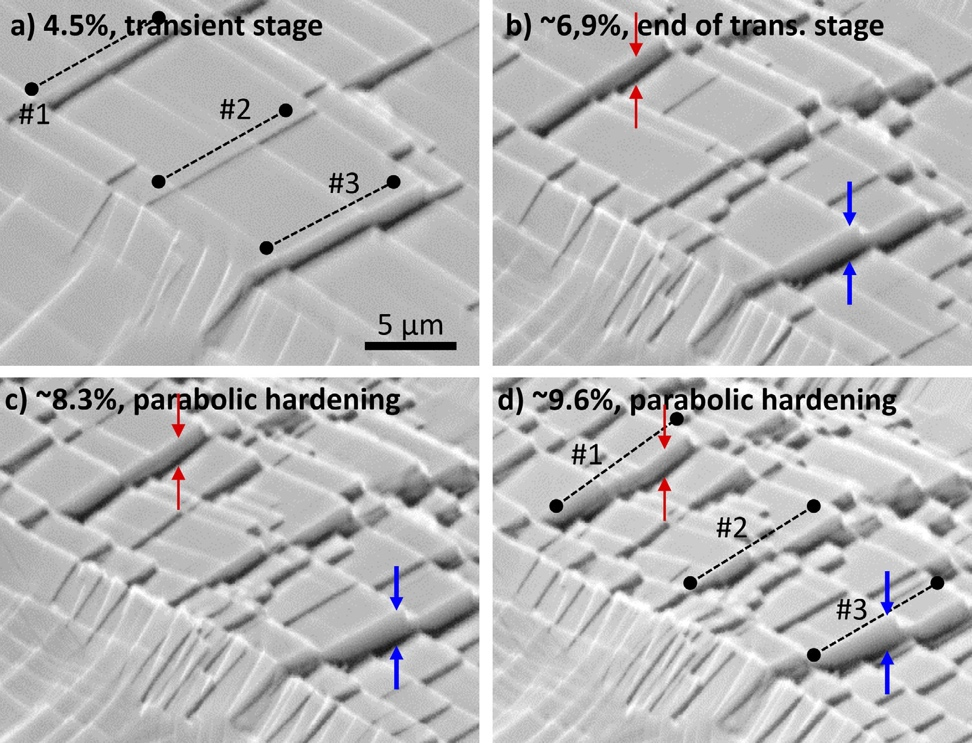 a) 4.5%, transient stage
#1
#2
#3
5 µm
b) ~6,9%, end of trans. stage
c) ~8.3%, parabolic hardening
d) ~9.6%, parabolic hardening
#1
#2
#3